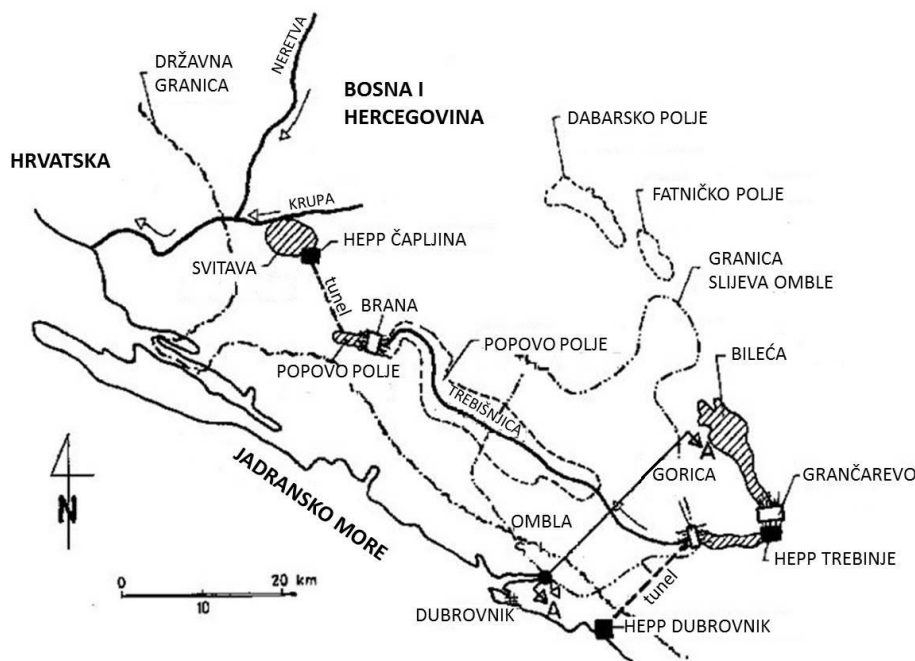 DRŽAVNA
GRANICA
NERETVA
BOSNA I
HERCEGOVINA
DABARSKO POLJE
HRVATSKA
FATNIČKO POLJE
KRUPA
HEPP ČAPLJINA
SVITAVA
GRANICA
SLIJEVA OMBLE
tunel
BRANA
POPOVO POLJE
POPOVO POLJE
BILEĆA
TREBIŠNJICA
JADRANSKO MORE
GORICA
GRANČAREVO
N
OMBLA
HEPP TREBINJE
0 20 km
10
tunel
DUBROVNIK
HEPP DUBROVNIK
A
A